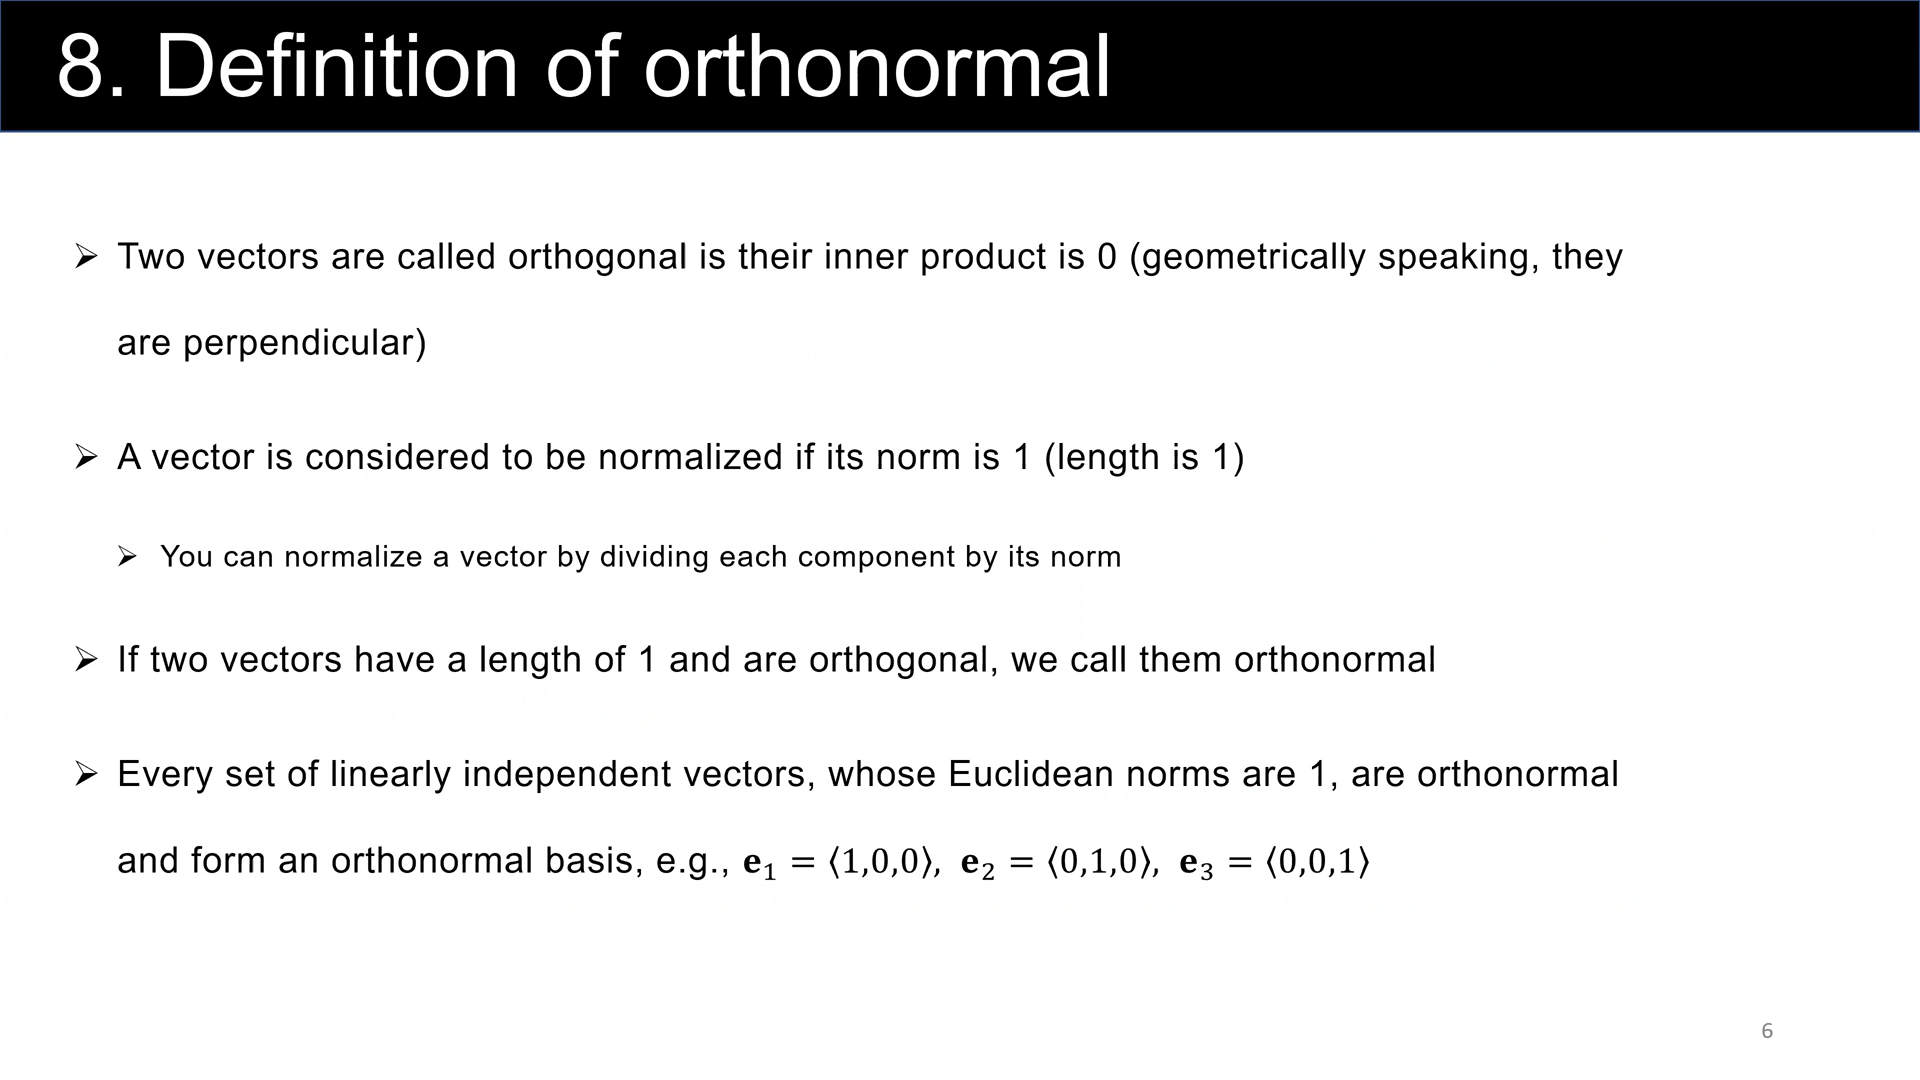 8. Definition of orthonormal
➢ Two vectors are called orthogonal is their inner product is 0 (geometrically speaking, they
are perpendicular)
➢ A vector is considered to be normalized if its norm is 1 (length is 1)
➢ You can normalize a vector by dividing each component by its norm
➢ If two vectors have a length of 1 and are orthogonal, we call them orthonormal
➢ Every set of linearly independent vectors, whose Euclidean norms are 1, are orthonormal
and form an orthonormal basis, e.g., 𝐞₁ = ⟨1,0,0⟩, 𝐞₂ = ⟨0,1,0⟩, 𝐞₃ = ⟨0,0,1⟩
6